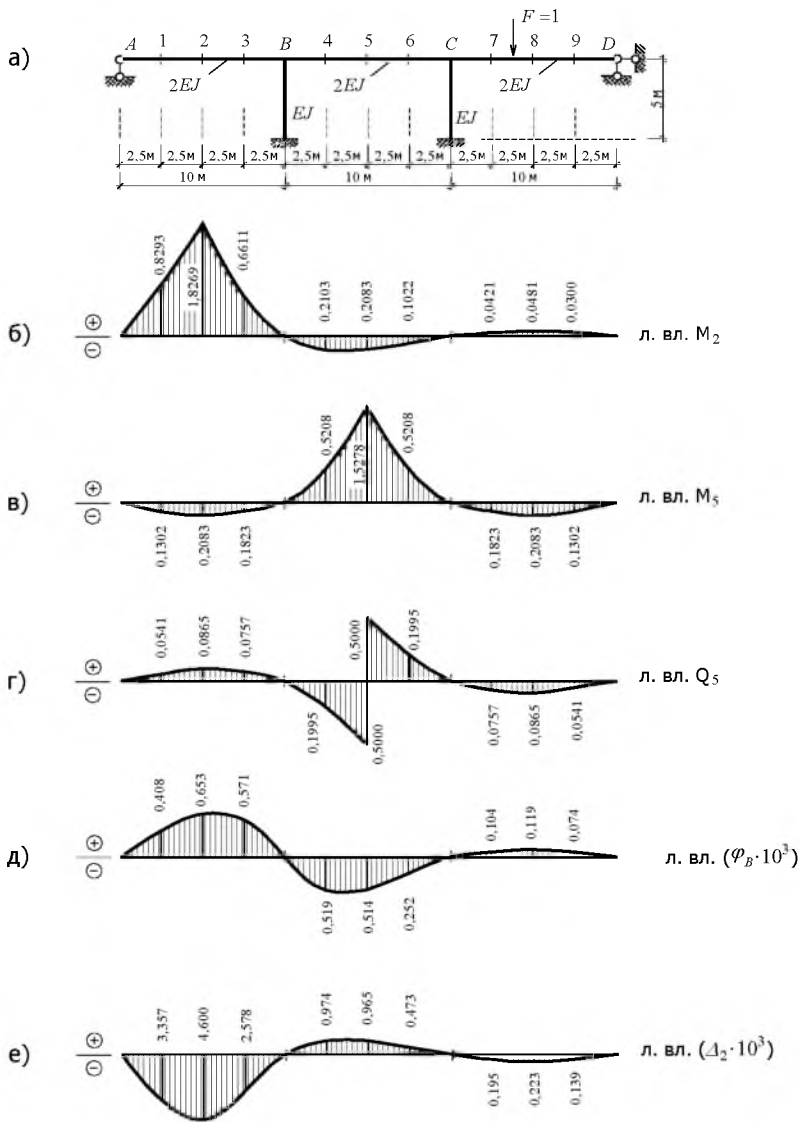 а)
F =1
A 1 2 3 B 4 5 6 C 7 8 9 D
2EJ 2EJ 2EJ
EJ EJ
5 м
2,5м 2,5м 2,5м 2,5м 2,5м 2,5м 2,5м 2,5м 2,5м 2,5м 2,5м 2,5м
10 м 10 м 10 м
б)
⊕
⊖
0,8293 1,8269 0,6611 0,2103 0,2083 0,1022 0,0421 0,0481 0,0300
л. вл. M₂
в)
⊕
⊖
0,5208 1,5278 0,5208
0,1302 0,2083 0,1823 0,1823 0,2083 0,1302
л. вл. M₅
г)
⊕
⊖
0,0541 0,0865 0,0757 0,5000 0,1995
0,1995 0,5000 0,0757 0,0865 0,0541
л. вл. Q₅
д)
⊕
⊖
0,408 0,653 0,571 0,104 0,119 0,074
0,519 0,514 0,252
л. вл. (φ_B·10³)
е)
⊕
⊖
3,357 4,600 2,578 0,974 0,965 0,473
0,195 0,223 0,139
л. вл. (Δ₂·10³)